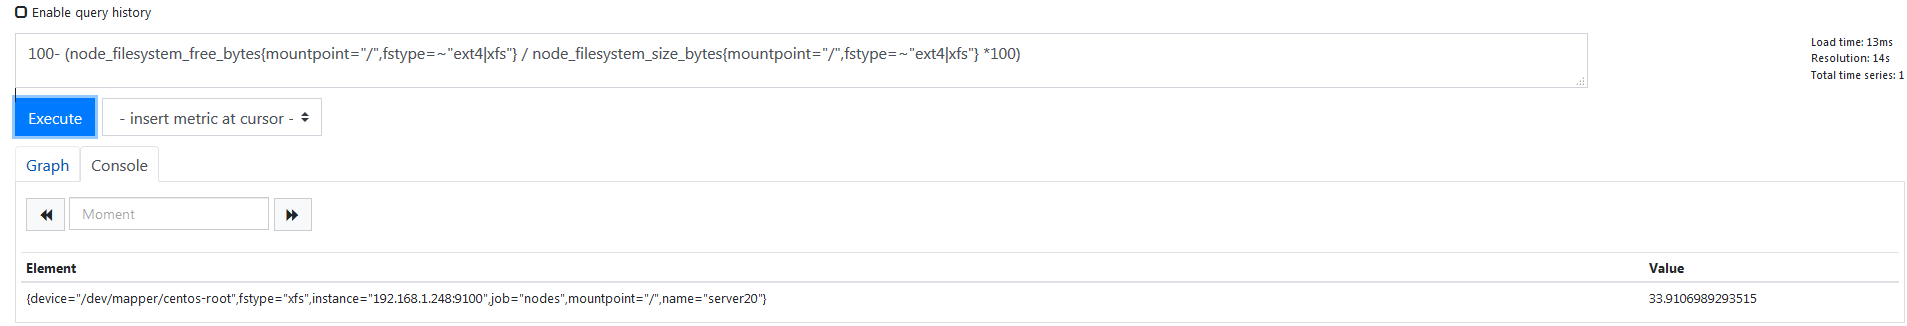 Enable query history
100- (node_filesystem_free_bytes{mountpoint="/",fstype=~"ext4|xfs"} / node_filesystem_size_bytes{mountpoint="/",fstype=~"ext4|xfs"} *100)
Load time: 13ms
Resolution: 14s
Total time series: 1
Execute
- insert metric at cursor -
Graph
Console
Moment
Element
Value
{device="/dev/mapper/centos-root",fstype="xfs",instance="192.168.1.248:9100",job="nodes",mountpoint="/",name="server20"}
33.9106989293515